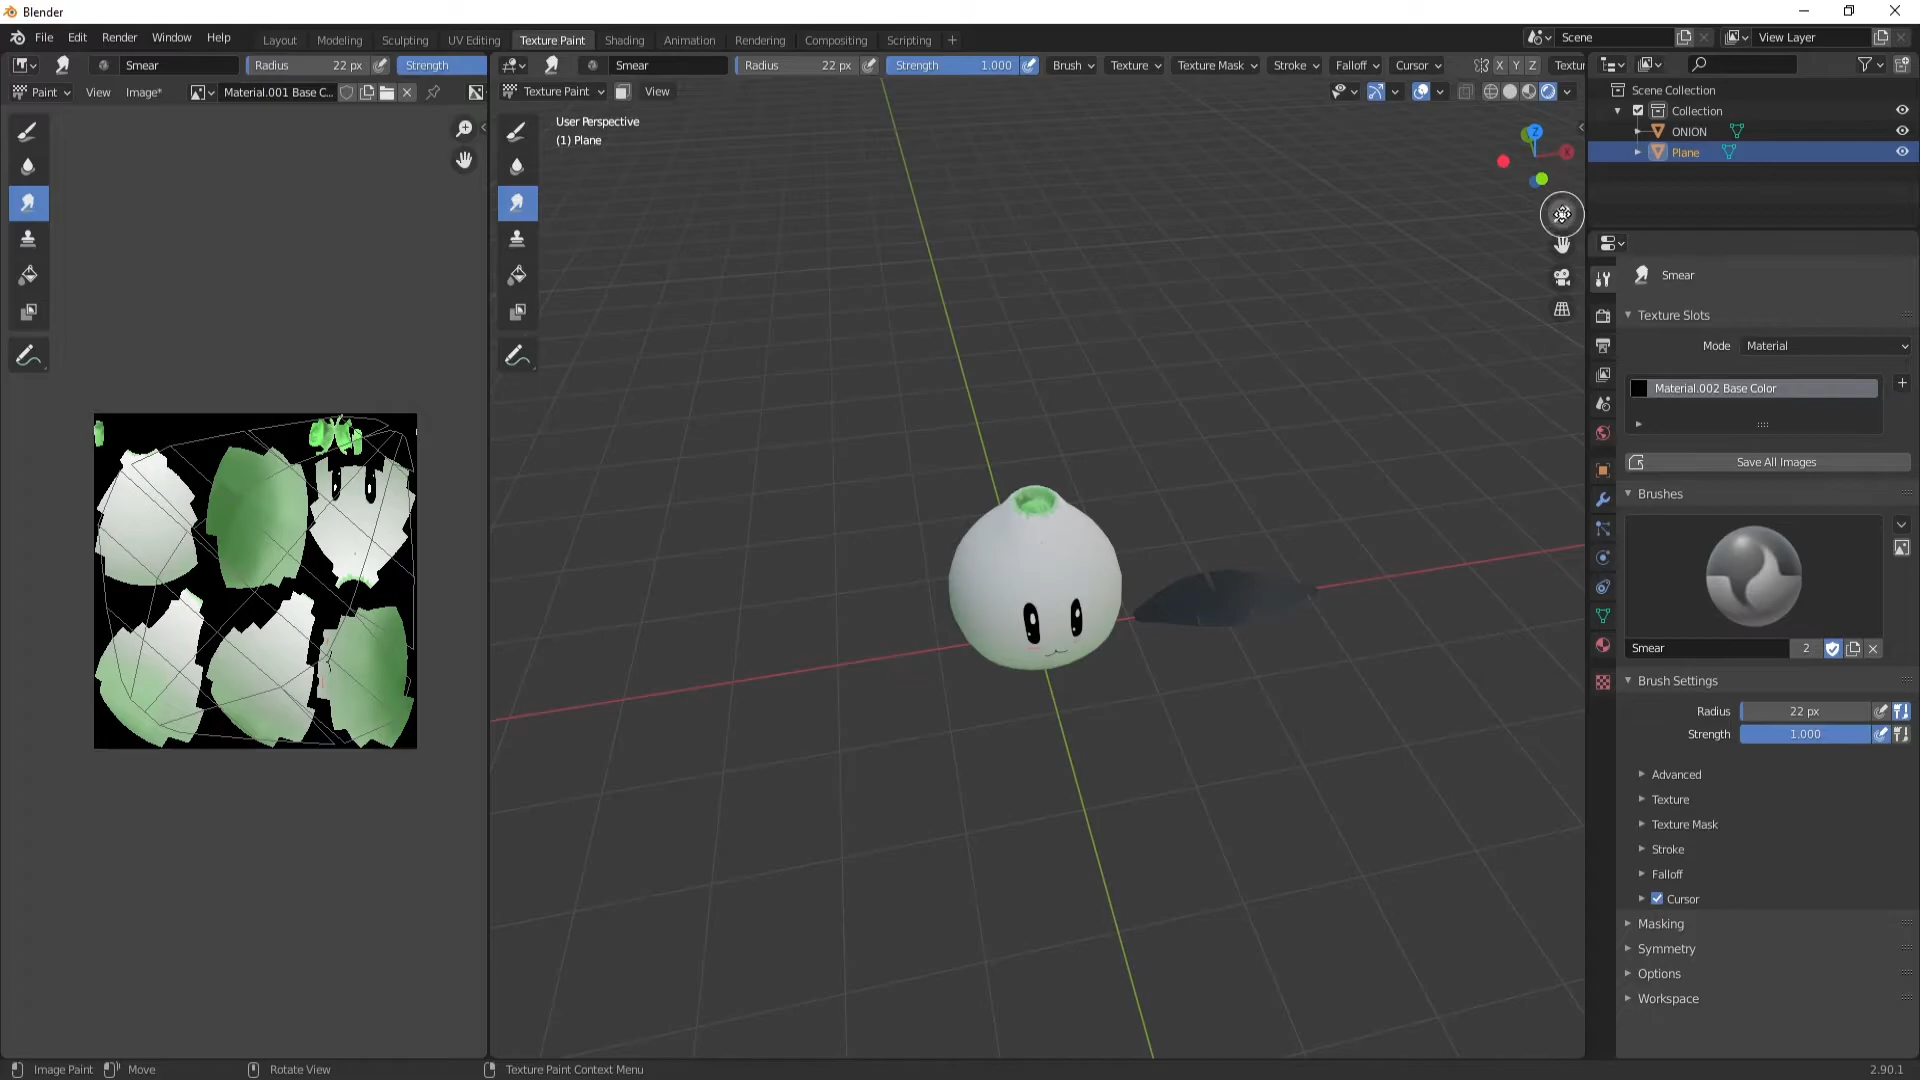 Blender
File Edit Render Window Help
Layout Modeling Sculpting UV Editing Texture Paint Shading Animation Rendering Compositing Scripting +
Scene
View Layer
Smear Radius 22 px Strength
Smear Radius 22 px Strength 1.000 Brush Texture Texture Mask Stroke Falloff Cursor X Y Z Textur
Paint View Image* Material.001 Base C...
Texture Paint View
User Perspective
(1) Plane
Z
X
Scene Collection
Collection
ONION
Plane
Smear
Texture Slots
Mode Material
Material.002 Base Color
Save All Images
Brushes
Smear 2
Brush Settings
Radius 22 px
Strength 1.000
Advanced
Texture
Texture Mask
Stroke
Falloff
Cursor
Masking
Symmetry
Options
Workspace
Image Paint Move Rotate View Texture Paint Context Menu 2.90.1